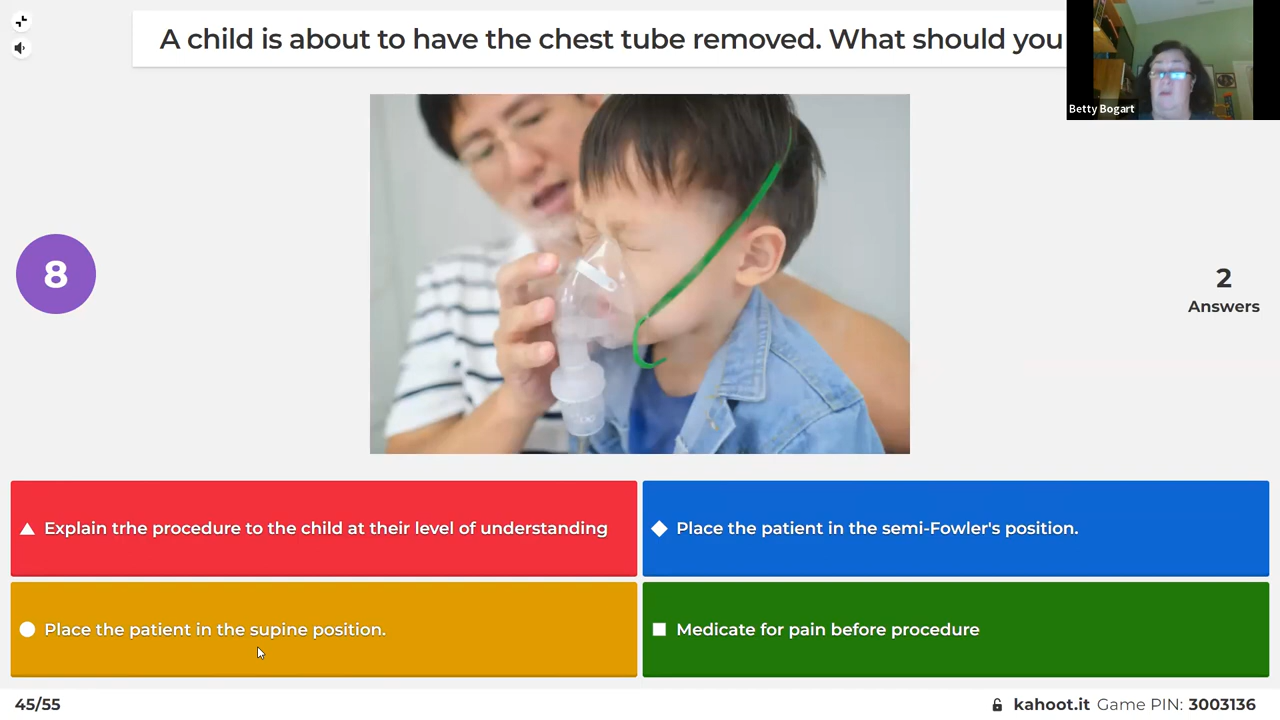 A child is about to have the chest tube removed. What should you
Betty Bogart
8
2
Answers
Explain trhe procedure to the child at their level of understanding
Place the patient in the semi-Fowler's position.
Place the patient in the supine position.
Medicate for pain before procedure
45/55
kahoot.it Game PIN: 3003136